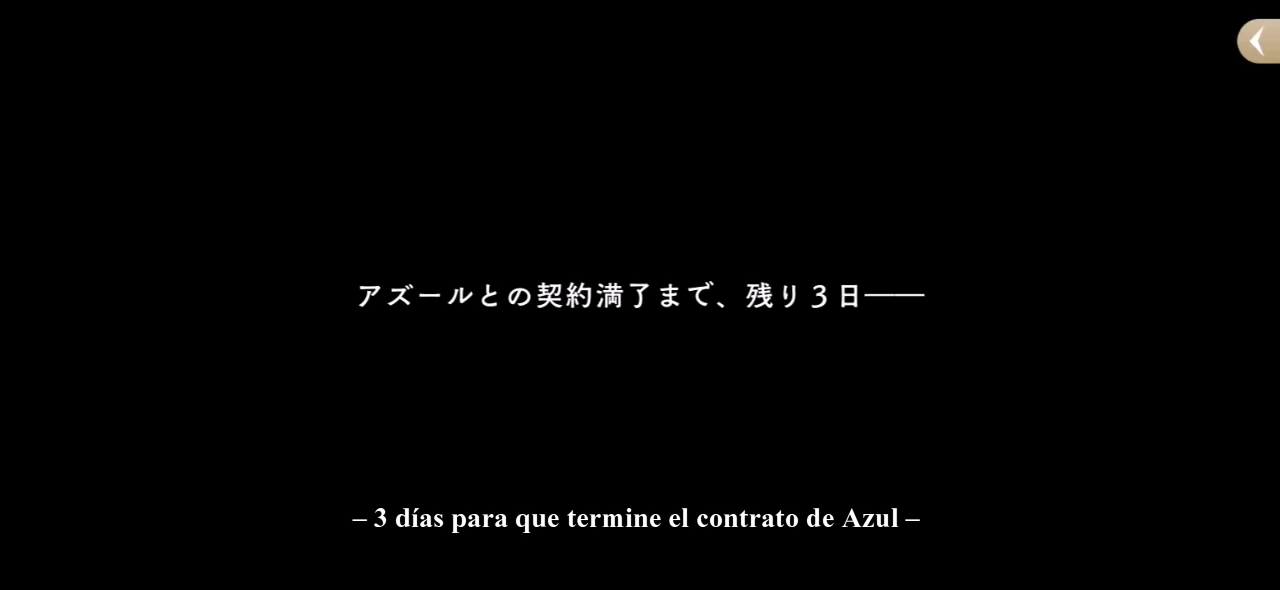 アズールとの契約満了まで、残り３日――
– 3 días para que termine el contrato de Azul –